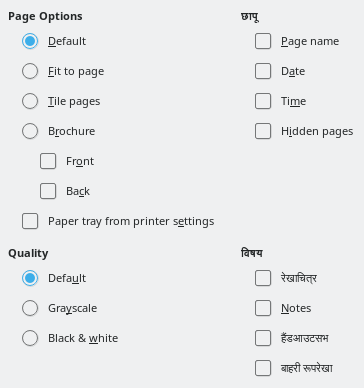 Page Options
Default
Fit to page
Tile pages
Brochure
Front
Back
Paper tray from printer settings
छापू
Page name
Date
Time
Hidden pages
Quality
Default
Grayscale
Black & white
विषय
रेखाचित्र
Notes
हैंडआउटसभ
बाहरी रूपरेखा